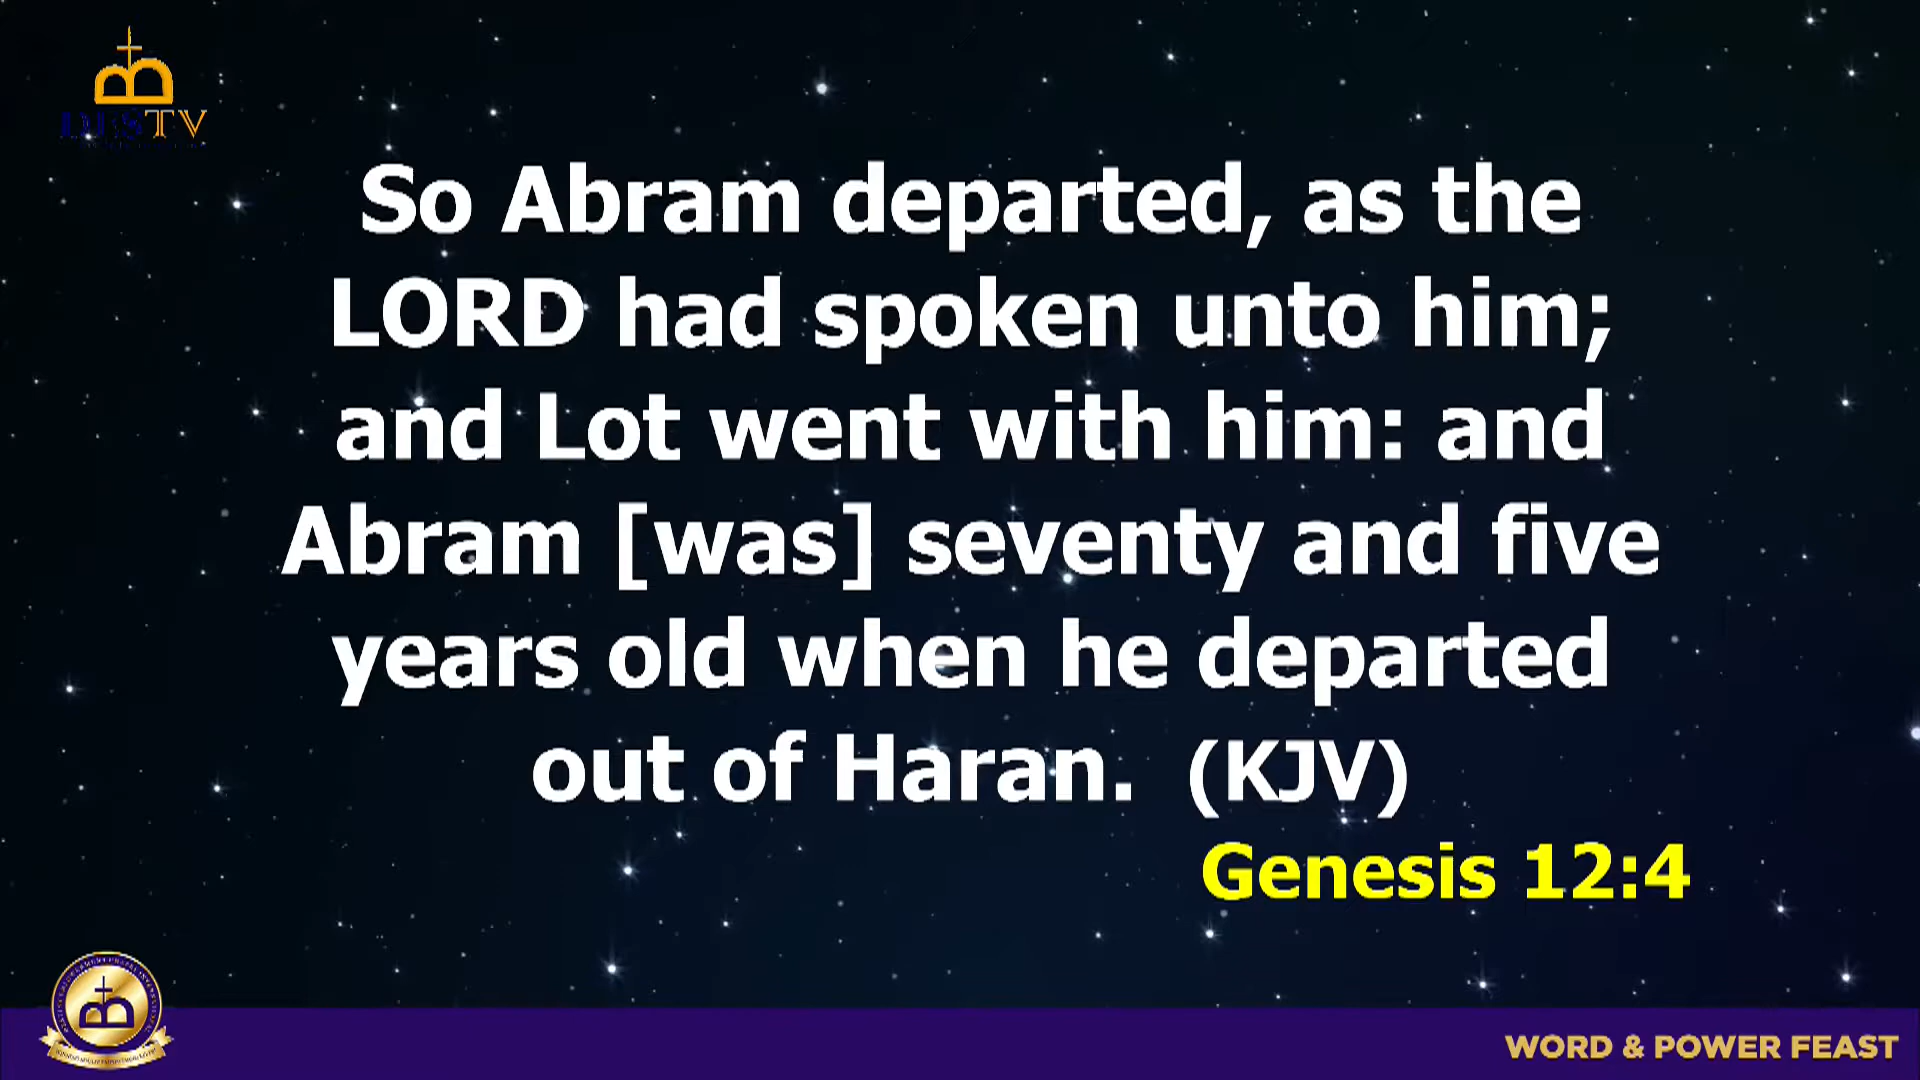 DESTV
So Abram departed, as the
LORD had spoken unto him;
and Lot went with him: and
Abram [was] seventy and five
years old when he departed
out of Haran. (KJV)
Genesis 12:4
WORD & POWER FEAST